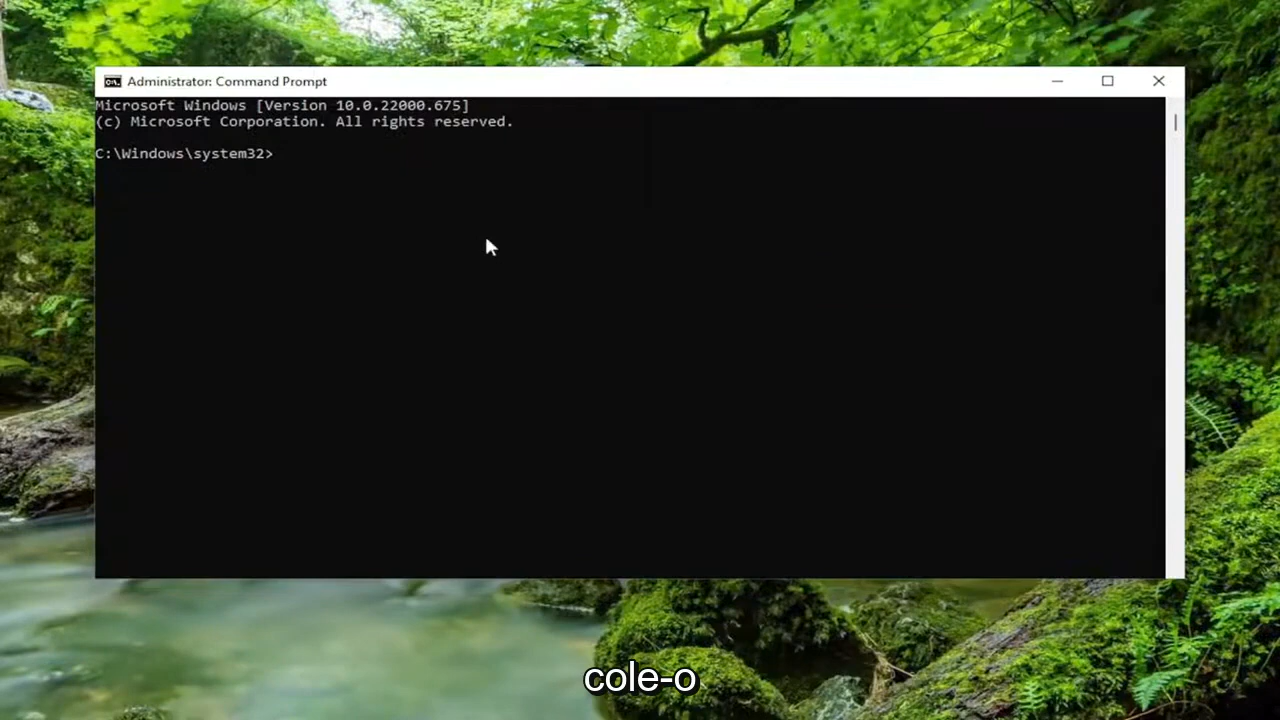 Administrator: Command Prompt
Microsoft Windows [Version 10.0.22000.675]
(c) Microsoft Corporation. All rights reserved.
C:\Windows\system32>
cole-o